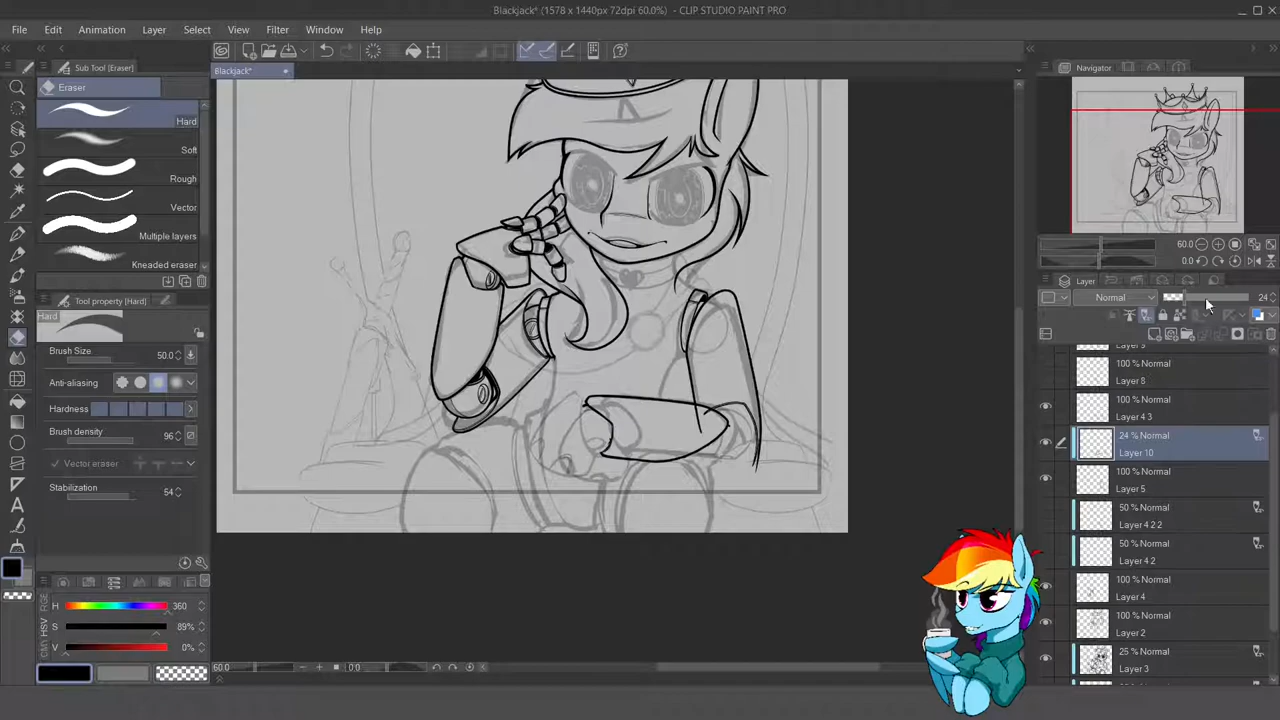 Blackjack* (1578 x 1440px 72dpi 60.0%) - CLIP STUDIO PAINT PRO
File Edit Animation Layer Select View Filter Window Help
Sub Tool [Eraser]
Blackjack*
Navigator
Eraser
Hard
Soft
Rough
Vector
Multiple layers
Kneaded eraser
Tool property [Hard]
Hard
Brush Size 50.0
Anti-aliasing
Hardness
Brush density 96
Vector eraser
Stabilization 54
H 360
S 89%
V 0%
HSV
60.0
0.0
60.0
0.0
Layer
Normal 24
Layer 9
100 % Normal
Layer 8
100 % Normal
Layer 4 3
24 % Normal
Layer 10
100 % Normal
Layer 5
50 % Normal
Layer 4 2 2
50 % Normal
Layer 4 2
100 % Normal
Layer 4
100 % Normal
Layer 2
25 % Normal
Layer 3